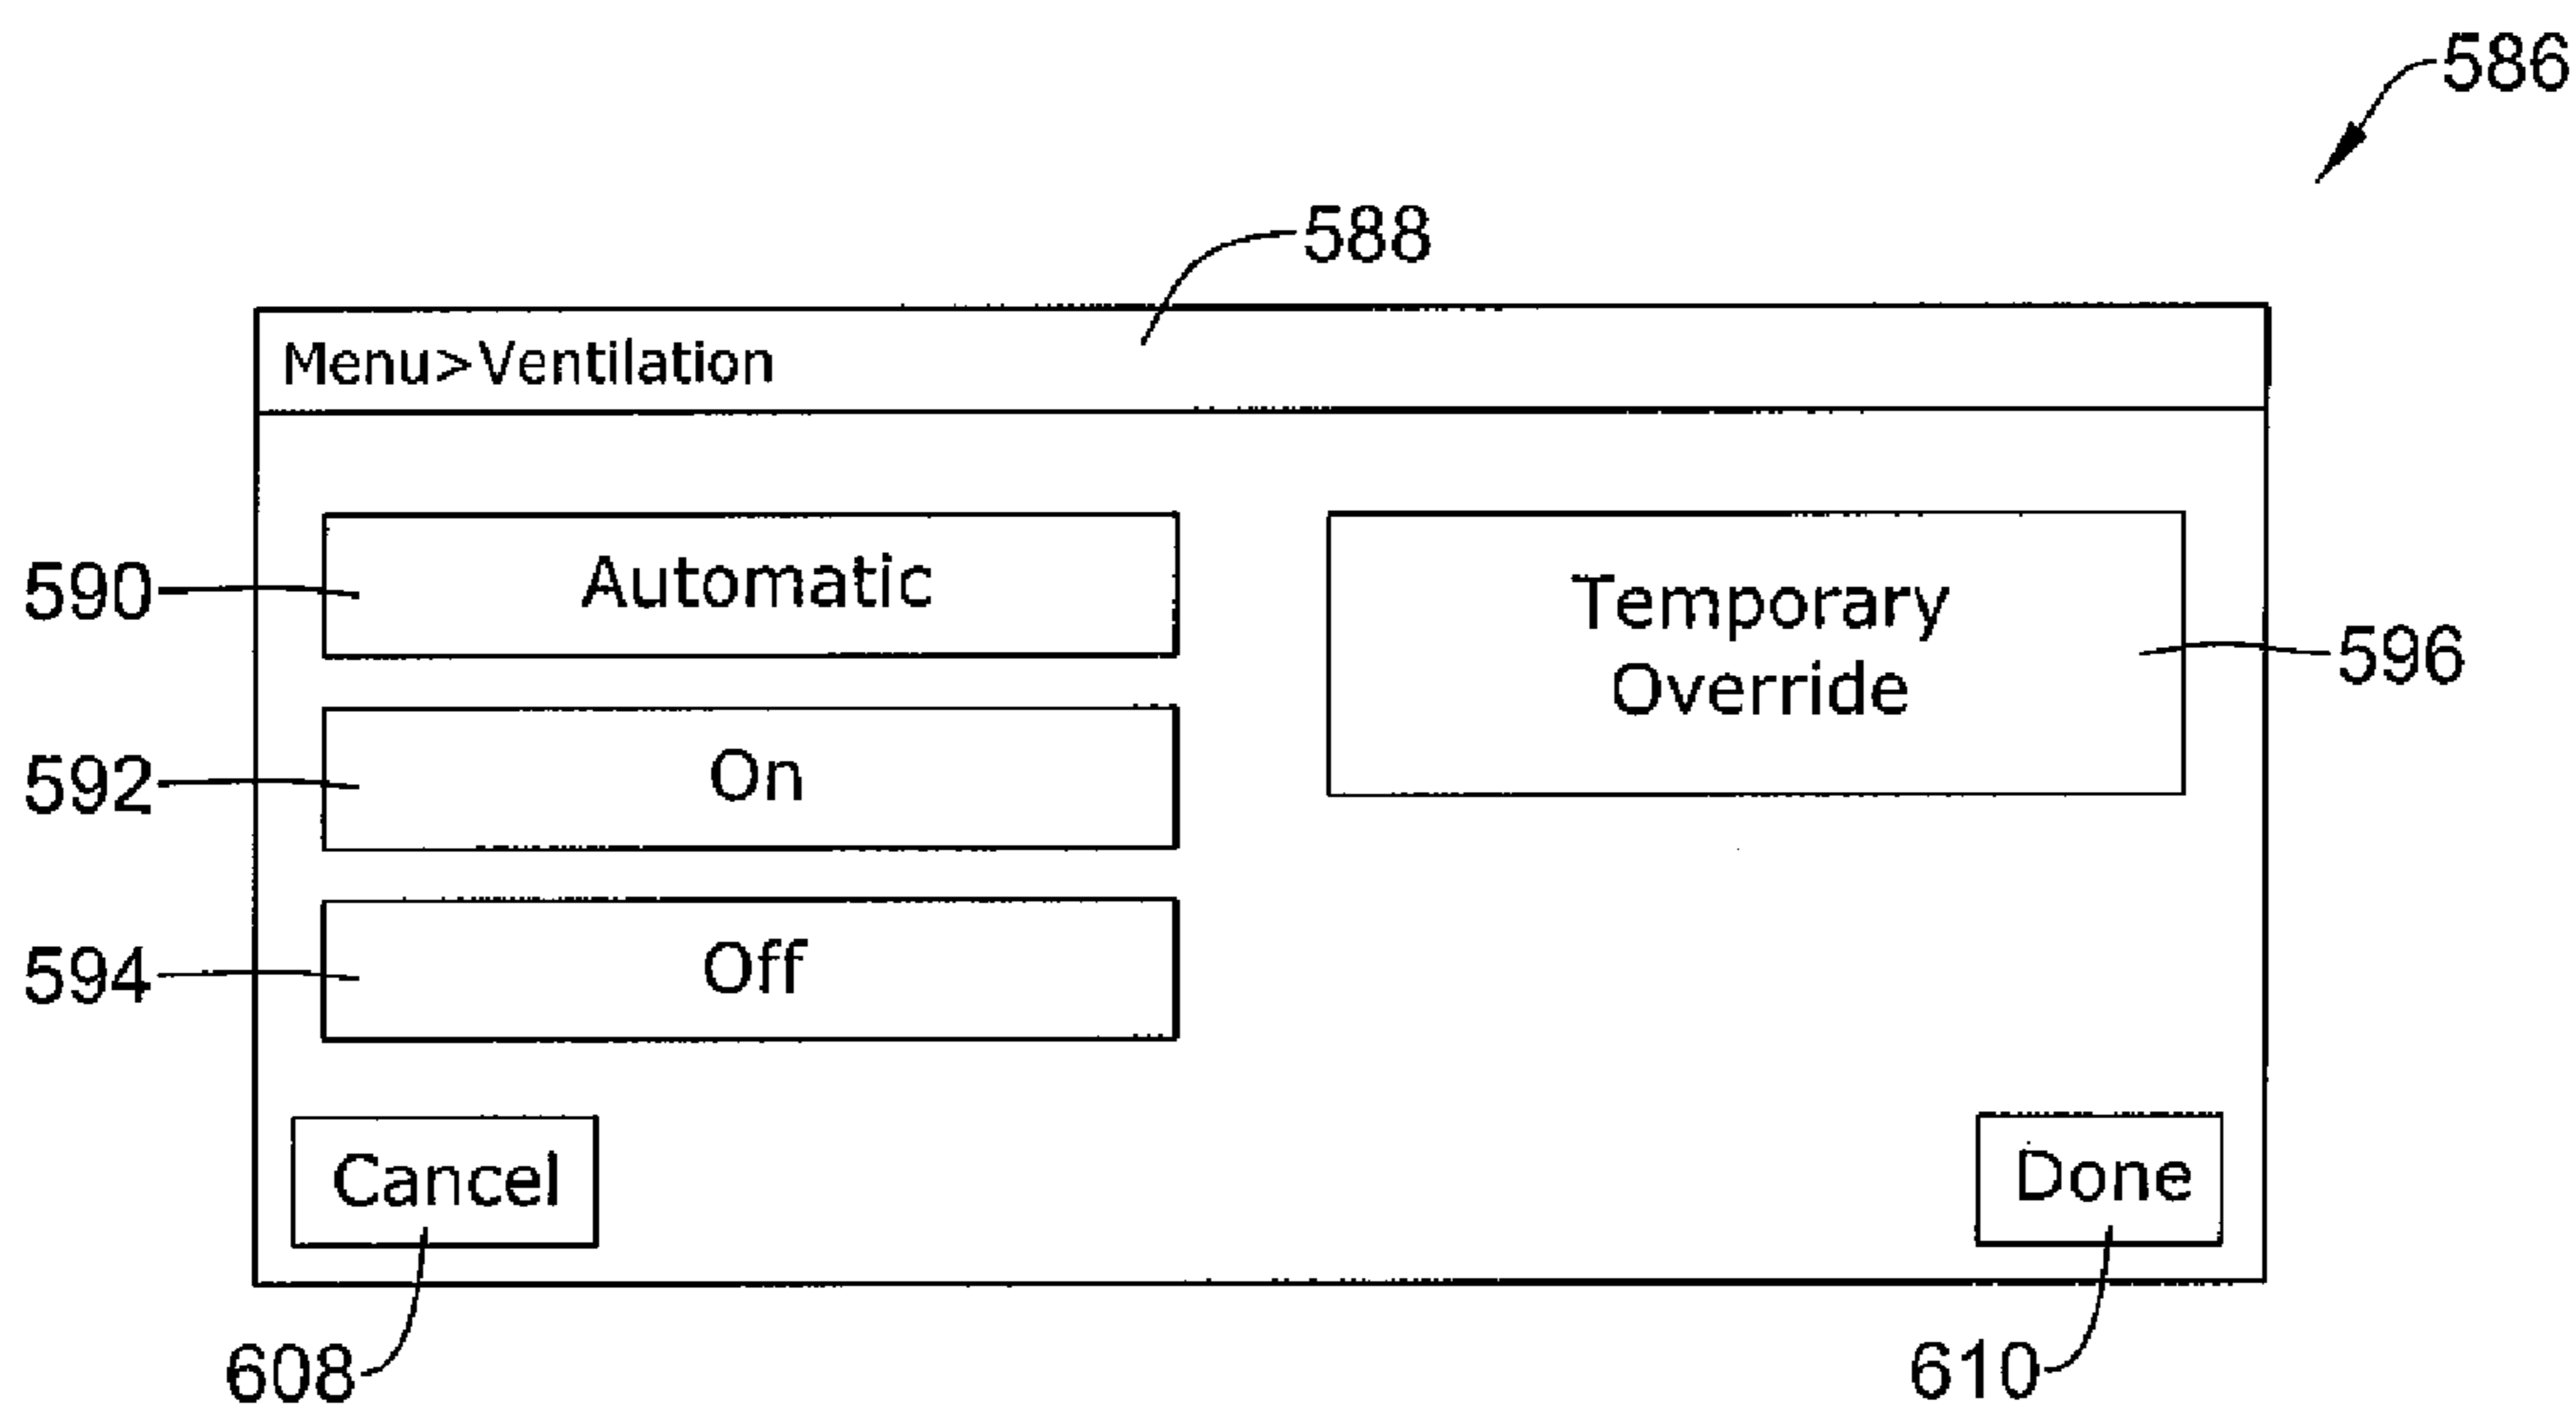 586
588
Menu>Ventilation
590
Automatic
Temporary
Override
596
592
On
594
Off
Cancel
Done
608
610